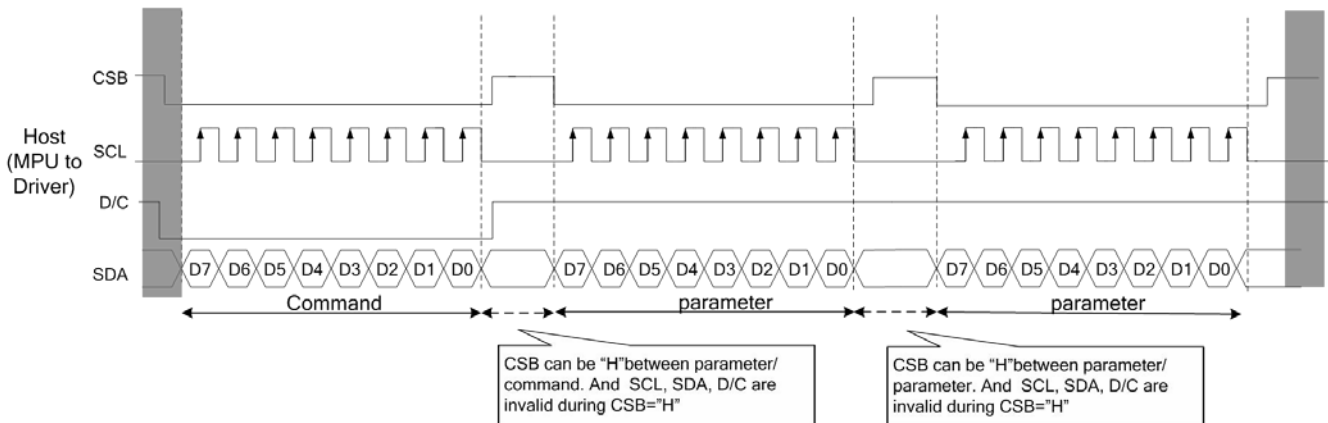 CSB
Host
(MPU to
Driver)
SCL
D/C
SDA
D7 D6 D5 D4 D3 D2 D1 D0 D7 D6 D5 D4 D3 D2 D1 D0 D7 D6 D5 D4 D3 D2 D1 D0
Command parameter parameter
CSB can be “H”between parameter/
command. And SCL, SDA, D/C are
invalid during CSB=”H”
CSB can be “H”between parameter/
parameter. And SCL, SDA, D/C are
invalid during CSB=”H”